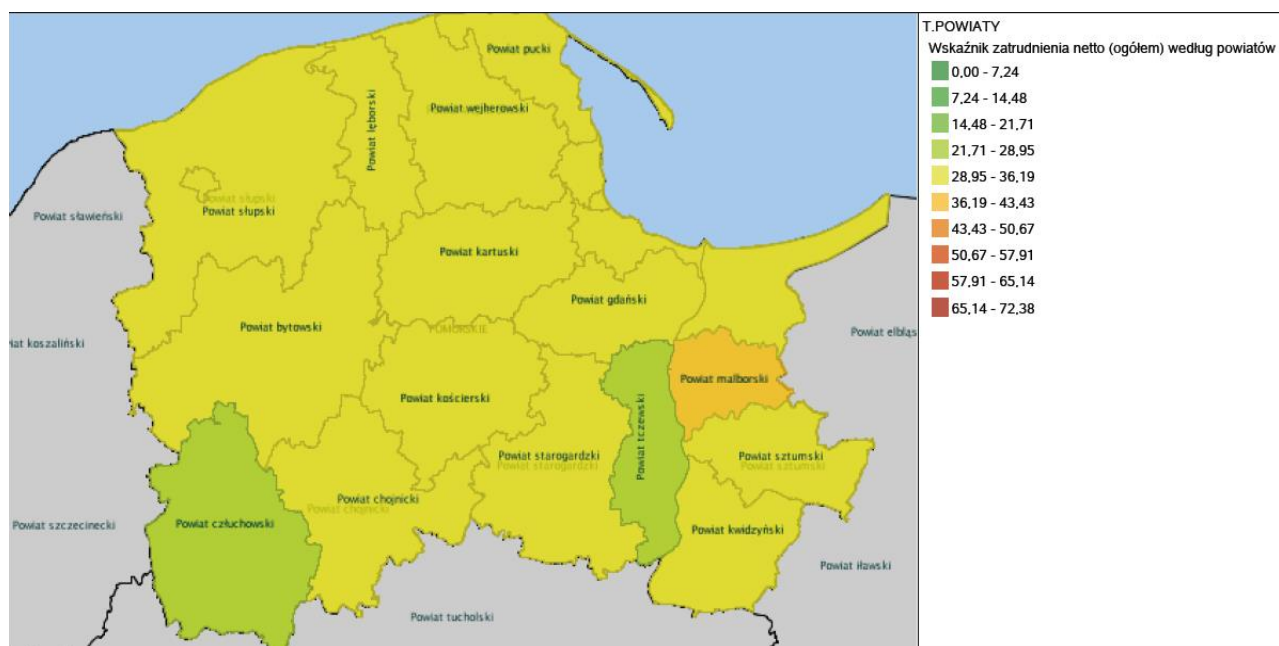 Powiat pucki
Powiat wejherowski
Powiat lęborski
Powiat słupski
Powiat słupski
Powiat sławieński
Powiat kartuski
Powiat gdański
Powiat bytowski
POMORSKIE
iat koszaliński
Powiat elbląs
Powiat malborski
Powiat kościerski
Powiat tczewski
Powiat starogardzki
Powiat starogardzki
Powiat sztumski
Powiat sztumski
Powiat chojnicki
Powiat chojnicki
Powiat szczecinecki
Powiat człuchowski
Powiat kwidzyński
Powiat iławski
Powiat tucholski
T.POWIATY
Wskaźnik zatrudnienia netto (ogółem) według powiatów
0,00 - 7,24
7,24 - 14,48
14,48 - 21,71
21,71 - 28,95
28,95 - 36,19
36,19 - 43,43
43,43 - 50,67
50,67 - 57,91
57,91 - 65,14
65,14 - 72,38